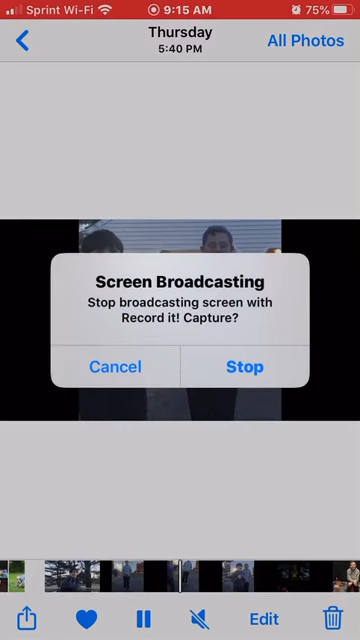 Sprint Wi-Fi 9:15 AM 75%
Thursday
5:40 PM
All Photos
Screen Broadcasting
Stop broadcasting screen with
Record it! Capture?
Cancel Stop
Edit